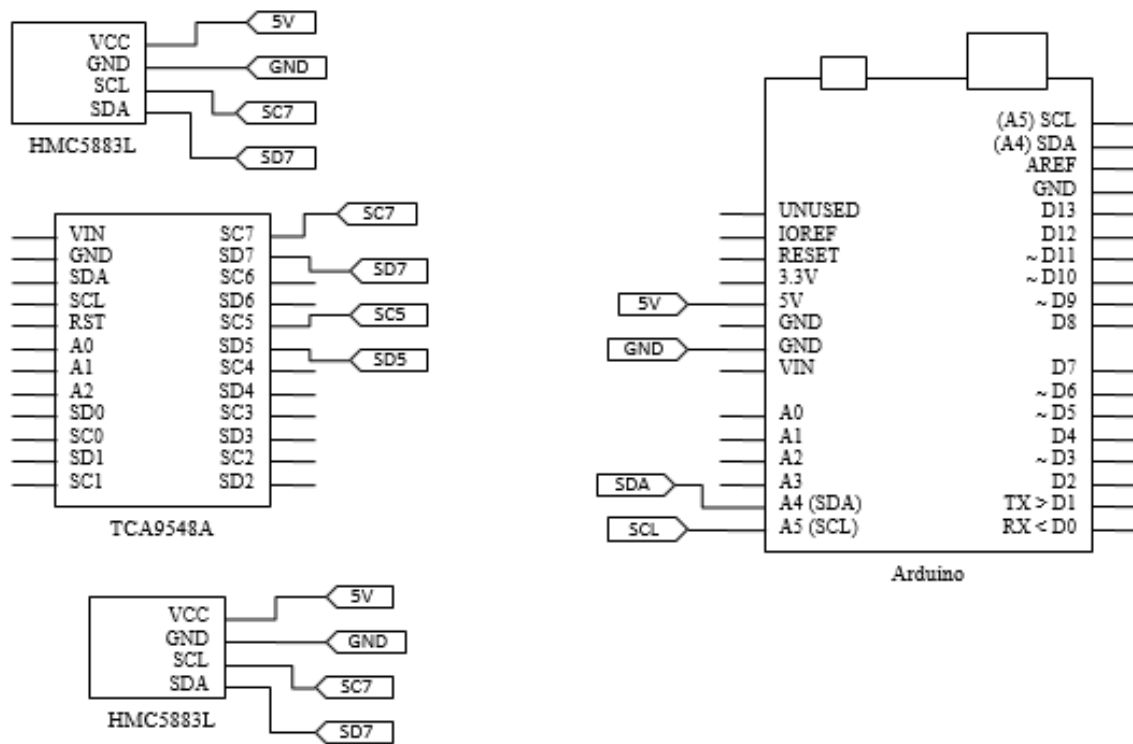 VCC
GND
SCL
SDA
5V
GND
SC7
SD7
HMC5883L
VIN
GND
SDA
SCL
RST
A0
A1
A2
SD0
SC0
SD1
SC1
SC7
SD7
SC6
SD6
SC5
SD5
SC4
SD4
SC3
SD3
SC2
SD2
SC7
SD7
SC5
SD5
TCA9548A
VCC
GND
SCL
SDA
5V
GND
SC7
SD7
HMC5883L
5V
GND
SDA
SCL
UNUSED
IOREF
RESET
3.3V
5V
GND
GND
VIN
A0
A1
A2
A3
A4 (SDA)
A5 (SCL)
(A5) SCL
(A4) SDA
AREF
GND
D13
D12
~ D11
~ D10
~ D9
D8
D7
~ D6
~ D5
D4
~ D3
D2
TX > D1
RX < D0
Arduino